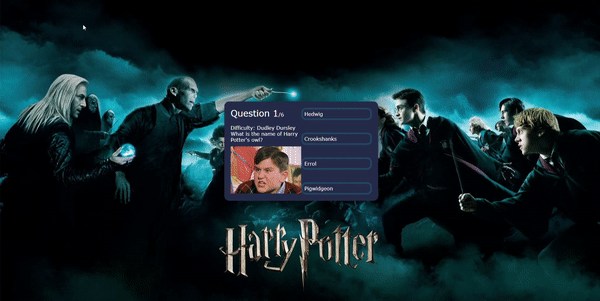 Question 1/6
Difficulty: Dudley Dursley
What is the name of Harry
Potter's owl?
Hedwig
Crookshanks
Errol
Pigwidgeon
Harry Potter